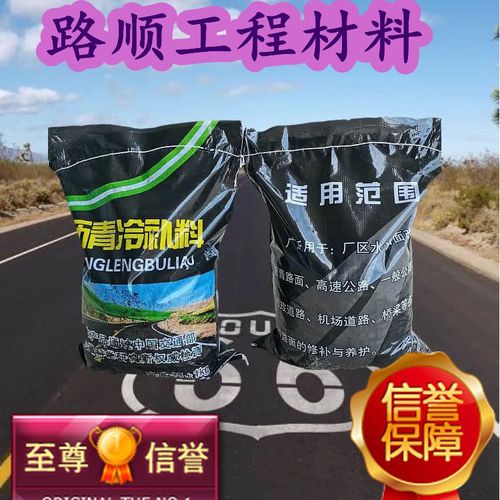 路顺工程材料
沥青冷补料
NGLENGBULIAO
适用范围
广泛用于：厂区水泥面
青路面、高速公路、一般公
道路、机场道路、桥梁等
路面的修补与养护。
至尊 信誉
ORIGINAL THE NO.1
信誉
保障